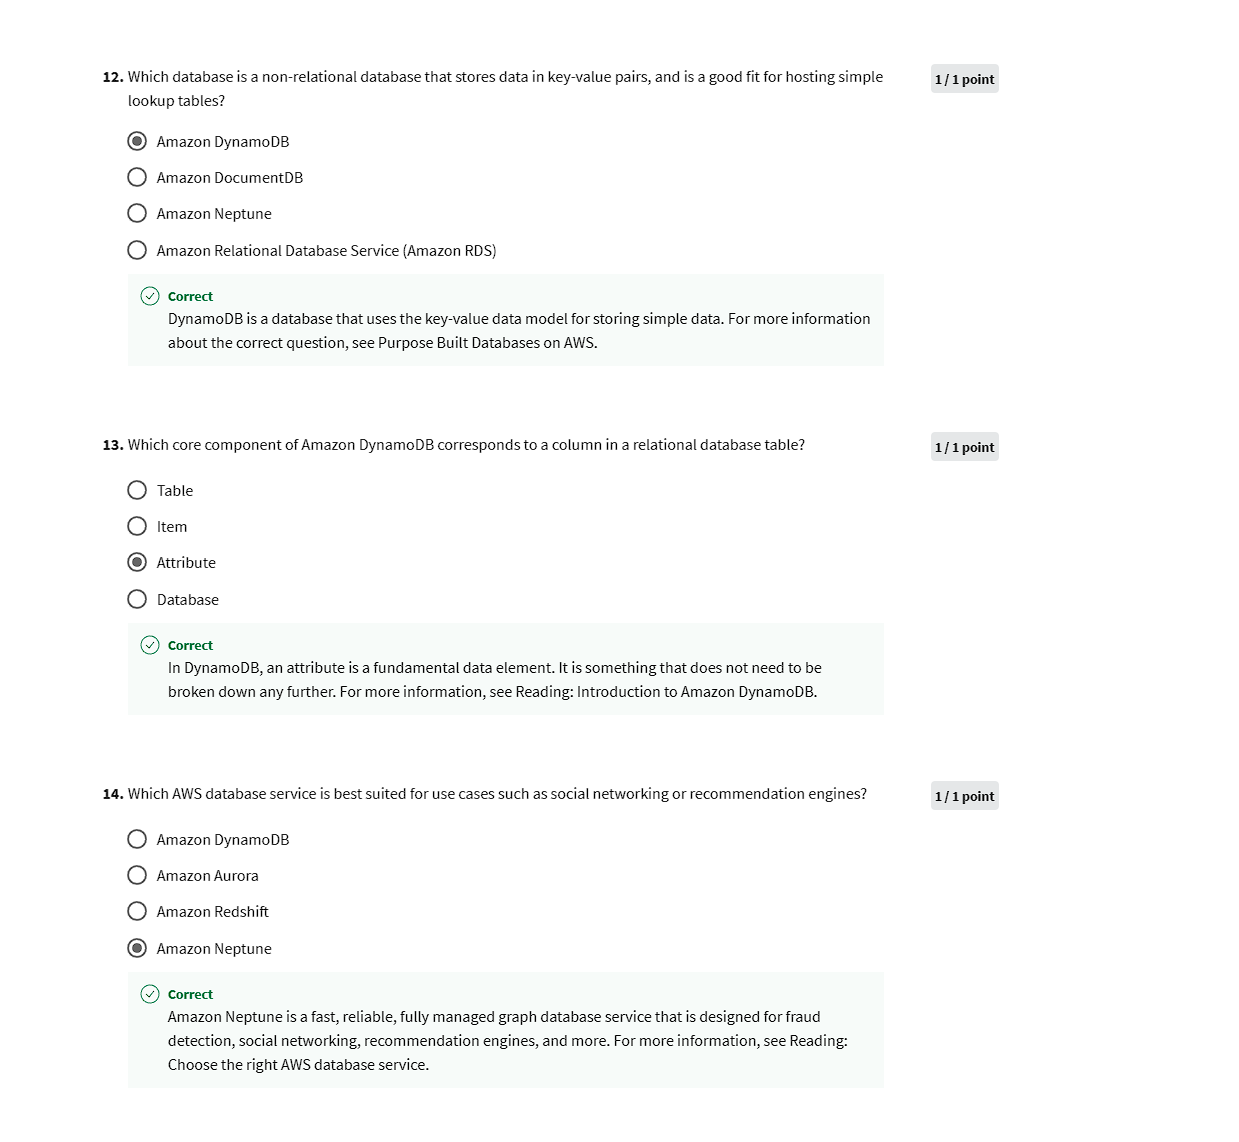 12. Which database is a non-relational database that stores data in key-value pairs, and is a good fit for hosting simple
lookup tables?
1 / 1 point
Amazon DynamoDB
Amazon DocumentDB
Amazon Neptune
Amazon Relational Database Service (Amazon RDS)
Correct
DynamoDB is a database that uses the key-value data model for storing simple data. For more information
about the correct question, see Purpose Built Databases on AWS.
13. Which core component of Amazon DynamoDB corresponds to a column in a relational database table?
1 / 1 point
Table
Item
Attribute
Database
Correct
In DynamoDB, an attribute is a fundamental data element. It is something that does not need to be
broken down any further. For more information, see Reading: Introduction to Amazon DynamoDB.
14. Which AWS database service is best suited for use cases such as social networking or recommendation engines?
1 / 1 point
Amazon DynamoDB
Amazon Aurora
Amazon Redshift
Amazon Neptune
Correct
Amazon Neptune is a fast, reliable, fully managed graph database service that is designed for fraud
detection, social networking, recommendation engines, and more. For more information, see Reading:
Choose the right AWS database service.